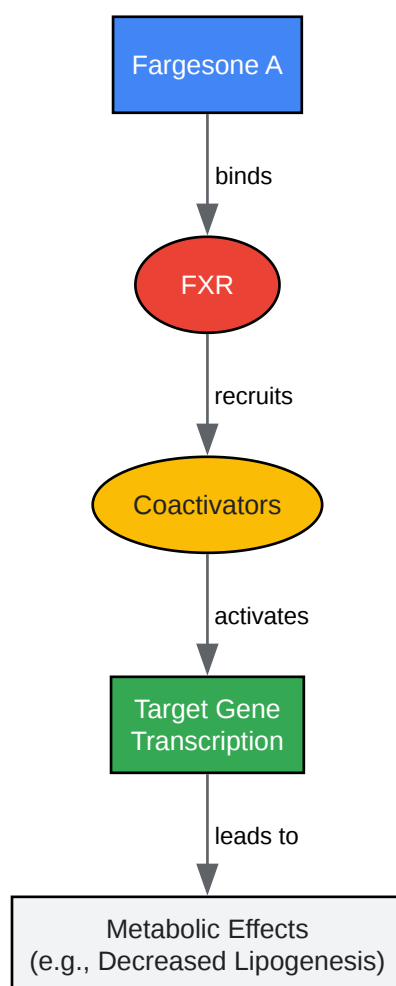 Fargesone A
binds
FXR
recruits
Coactivators
activates
Target Gene
Transcription
leads to
Metabolic Effects
(e.g., Decreased Lipogenesis)